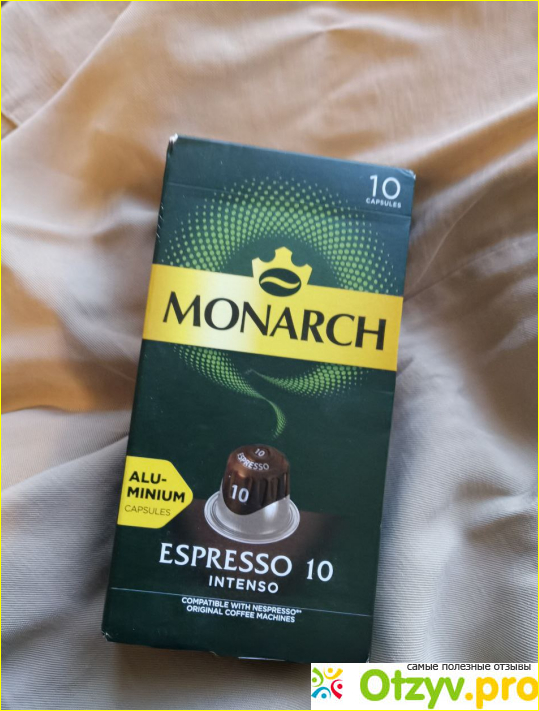 10
CAPSULES
MONARCH
10
ESPRESSO
10
ALU-
MINIUM
CAPSULES
ESPRESSO 10
INTENSO
COMPATIBLE WITH NESPRESSO®*
ORIGINAL COFFEE MACHINES
самые полезные отзывы
Otzyv.pro